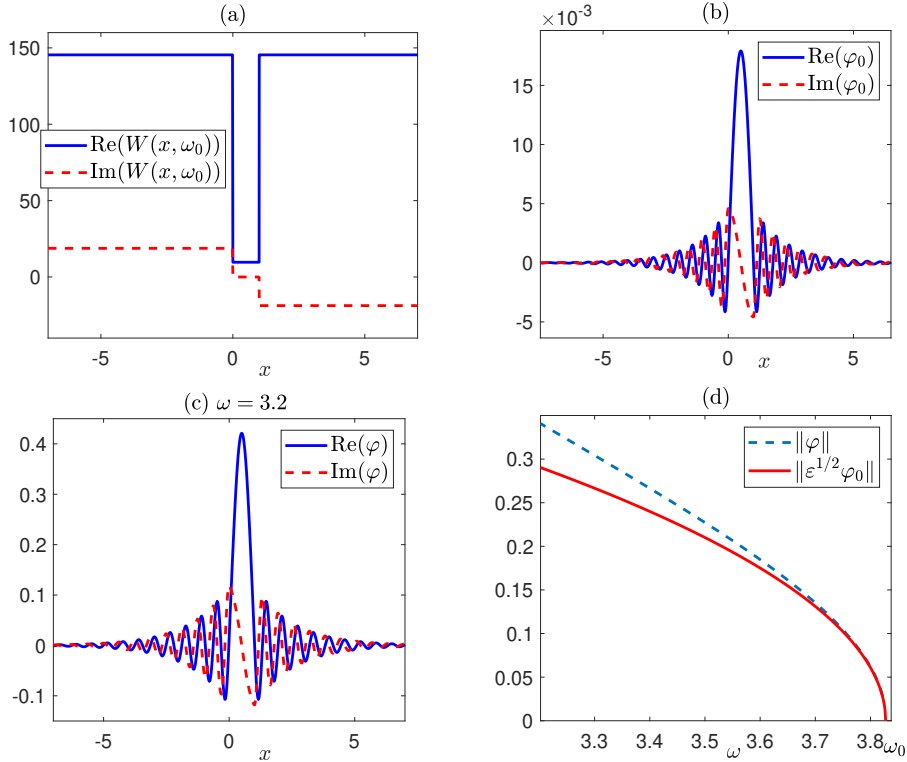 (a)
150
100
50
0
Re(W(x, ω₀))
Im(W(x, ω₀))
-5 0 5
x
(b)
×10⁻³
15
10
5
0
-5
Re(φ₀)
Im(φ₀)
-5 0 5
x
(c) ω = 3.2
0.4
0.3
0.2
0.1
0
-0.1
Re(φ)
Im(φ)
-5 0 5
x
(d)
0.3
0.25
0.2
0.15
0.1
0.05
0
‖φ‖
‖ε^{1/2}φ₀‖
3.3 3.4 3.5 3.6 3.7 3.8 ω₀
ω